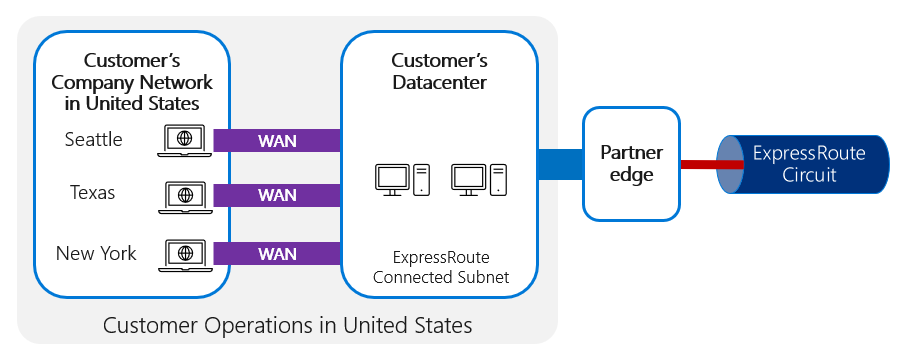 Customer’s
Company Network
in United States
Seattle
WAN
Texas
WAN
New York
WAN
Customer’s
Datacenter
ExpressRoute
Connected Subnet
Partner
edge
ExpressRoute
Circuit
Customer Operations in United States